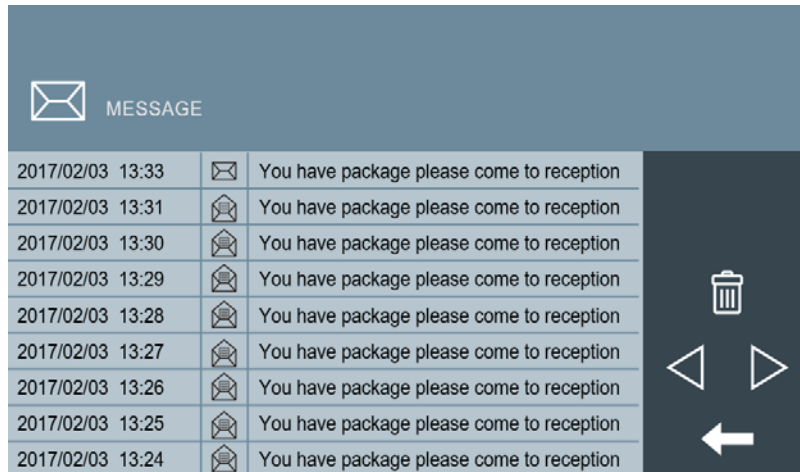 MESSAGE
2017/02/03 13:33 You have package please come to reception
2017/02/03 13:31 You have package please come to reception
2017/02/03 13:30 You have package please come to reception
2017/02/03 13:29 You have package please come to reception
2017/02/03 13:28 You have package please come to reception
2017/02/03 13:27 You have package please come to reception
2017/02/03 13:26 You have package please come to reception
2017/02/03 13:25 You have package please come to reception
2017/02/03 13:24 You have package please come to reception